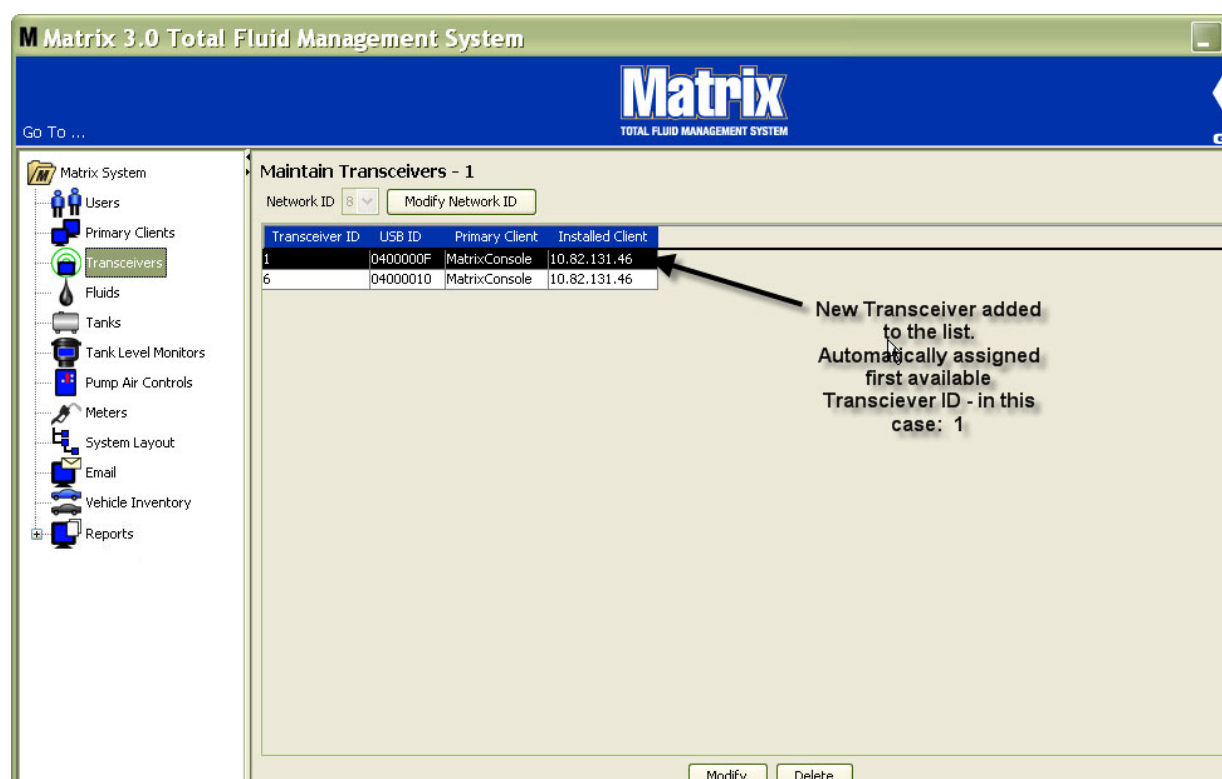 M Matrix 3.0 Total Fluid Management System
Matrix
TOTAL FLUID MANAGEMENT SYSTEM
Go To ...
Matrix System
Users
Primary Clients
Transceivers
Fluids
Tanks
Tank Level Monitors
Pump Air Controls
Meters
System Layout
Email
Vehicle Inventory
Reports
Maintain Transceivers - 1
Network ID 8 Modify Network ID
Transceiver ID USB ID Primary Client Installed Client
1 0400000F MatrixConsole 10.82.131.46
6 04000010 MatrixConsole 10.82.131.46
New Transceiver added
to the list.
Automatically assigned
first available
Transciever ID - in this
case: 1
Modify Delete